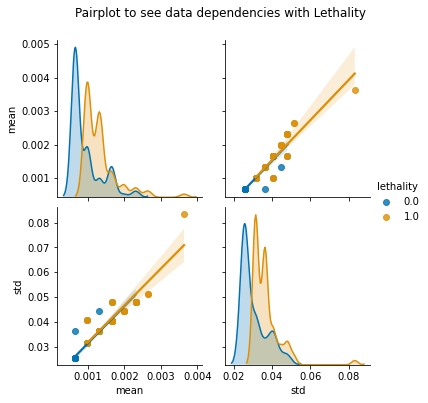 Pairplot to see data dependencies with Lethality
0.005
0.004
0.003
0.002
0.001
mean
lethality
0.0
1.0
0.08
0.07
0.06
0.05
0.04
0.03
std
0.001 0.002 0.003 0.004
mean
0.02 0.04 0.06 0.08
std